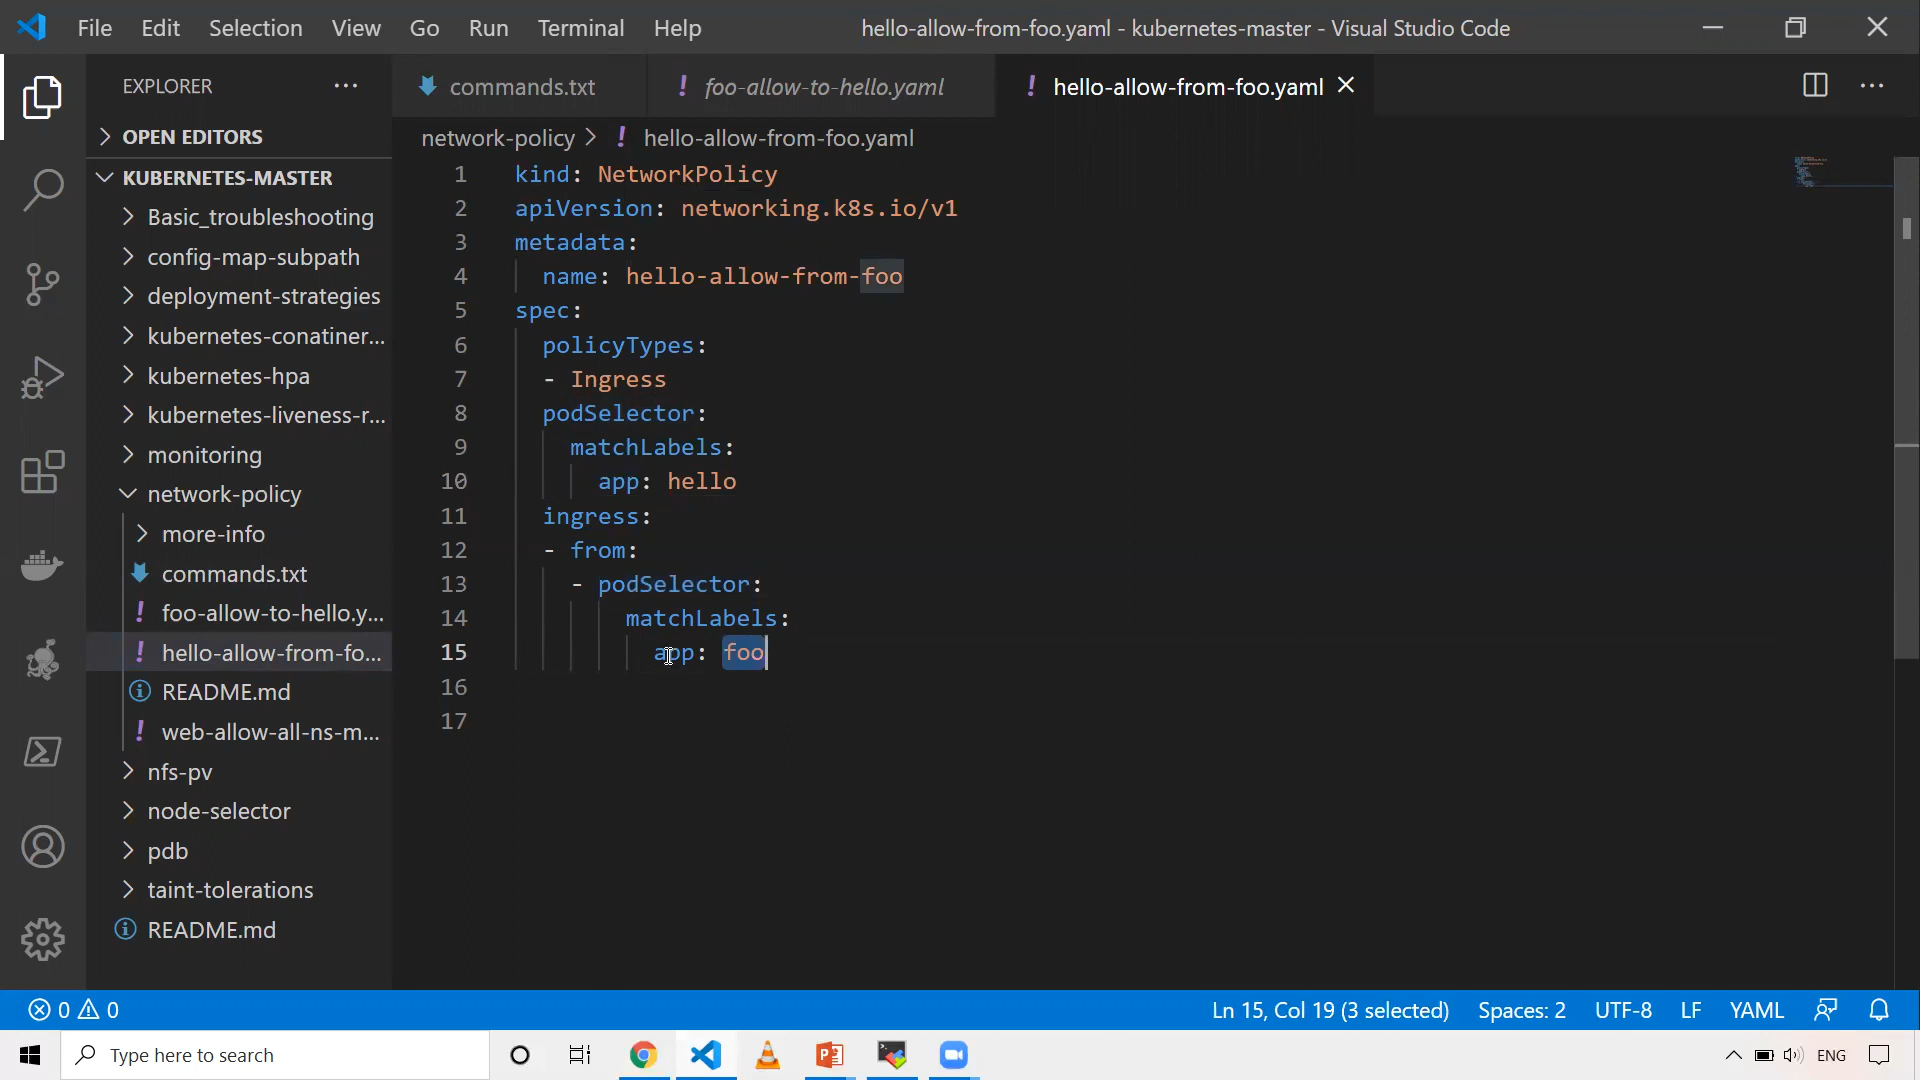 File Edit Selection View Go Run Terminal Help
hello-allow-from-foo.yaml - kubernetes-master - Visual Studio Code
EXPLORER
OPEN EDITORS
KUBERNETES-MASTER
Basic_troubleshooting
config-map-subpath
deployment-strategies
kubernetes-conatiner...
kubernetes-hpa
kubernetes-liveness-r...
monitoring
network-policy
more-info
commands.txt
foo-allow-to-hello.y...
hello-allow-from-fo...
README.md
web-allow-all-ns-m...
nfs-pv
node-selector
pdb
taint-tolerations
README.md
commands.txt
foo-allow-to-hello.yaml
hello-allow-from-foo.yaml
network-policy > hello-allow-from-foo.yaml
1 kind: NetworkPolicy
2 apiVersion: networking.k8s.io/v1
3 metadata:
4 name: hello-allow-from-foo
5 spec:
6 policyTypes:
7 - Ingress
8 podSelector:
9 matchLabels:
10 app: hello
11 ingress:
12 - from:
13 - podSelector:
14 matchLabels:
15 app: foo
16
17
0 0
Ln 15, Col 19 (3 selected) Spaces: 2 UTF-8 LF YAML
Type here to search
ENG